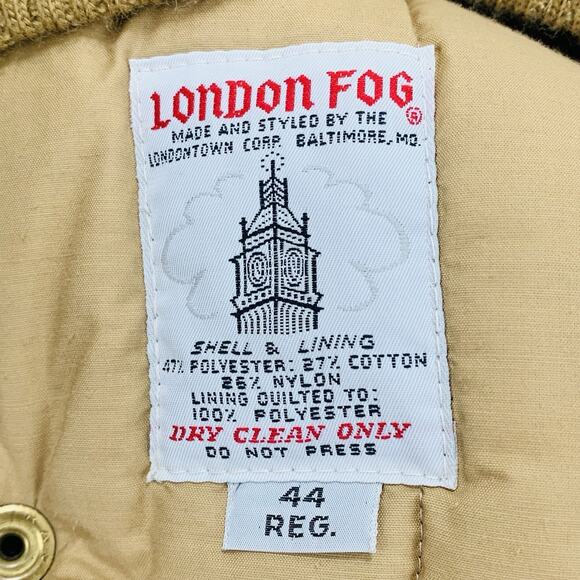 LONDON FOG®
MADE AND STYLED BY THE
LONDONTOWN CORP. BALTIMORE, MD.
SHELL & LINING
47% POLYESTER: 27% COTTON
26% NYLON
LINING QUILTED TO:
100% POLYESTER
DRY CLEAN ONLY
DO NOT PRESS
44
REG.